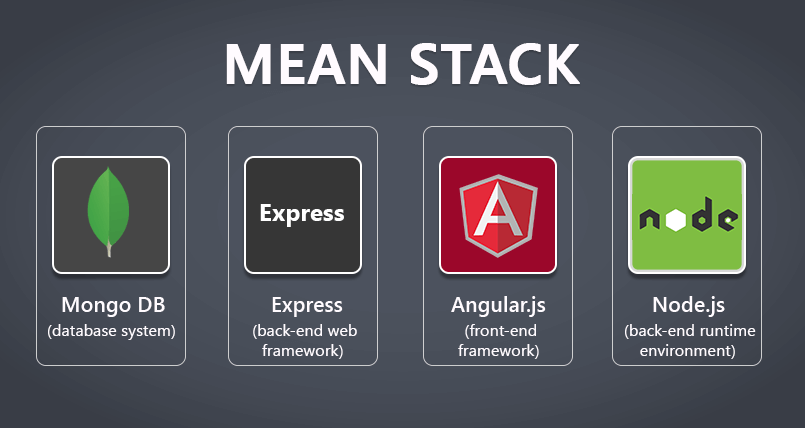 MEAN STACK
Express
node
Mongo DB
(database system)
Express
(back-end web
framework)
Angular.js
(front-end
framework)
Node.js
(back-end runtime
environment)